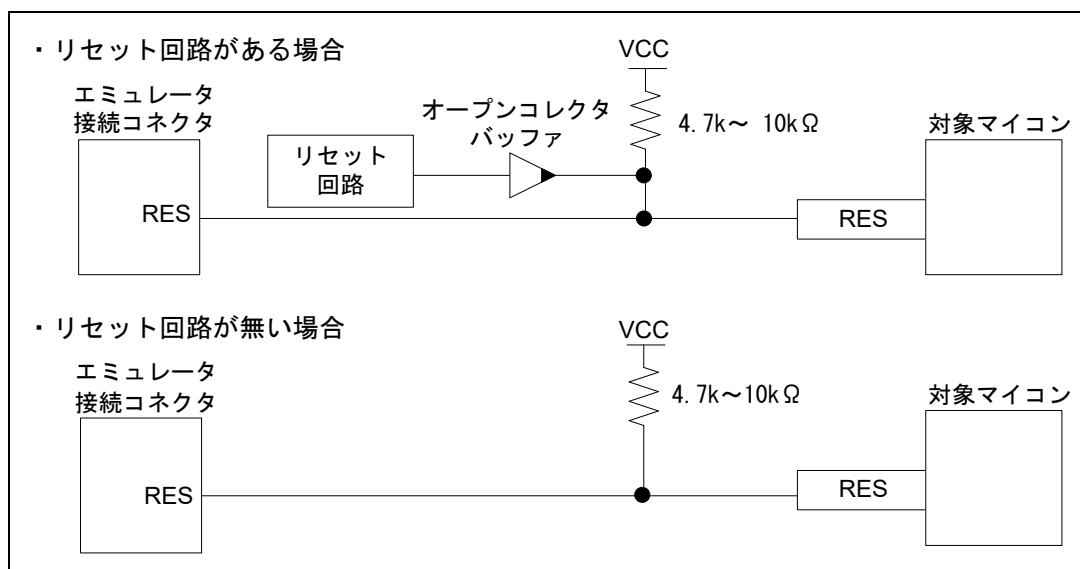 ・リセット回路がある場合
VCC
エミュレータ
接続コネクタ
オープンコレクタ
バッファ
4.7k～ 10kΩ
対象マイコン
リセット
回路
RES
RES
・リセット回路が無い場合
VCC
エミュレータ
接続コネクタ
4.7k～10kΩ
対象マイコン
RES
RES